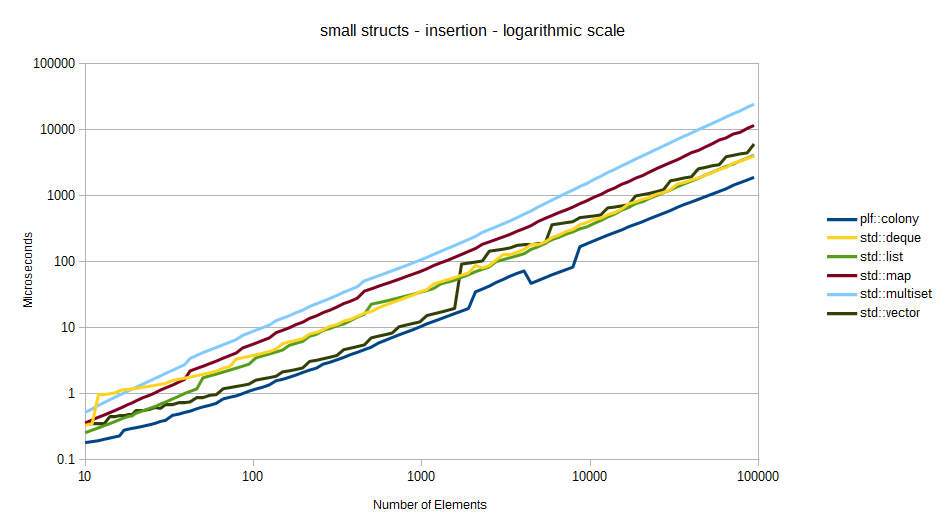 small structs - insertion - logarithmic scale
100000
10000
1000
100
10
1
0.1
Microseconds
10 100 1000 10000 100000
Number of Elements
plf::colony
std::deque
std::list
std::map
std::multiset
std::vector